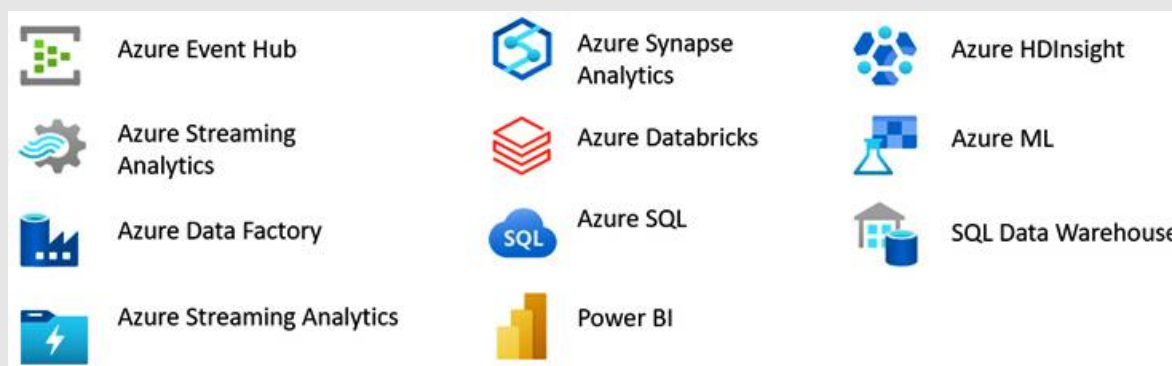 Azure Event Hub
Azure Streaming
Analytics
Azure Data Factory
Azure Streaming Analytics
Azure Synapse
Analytics
Azure Databricks
SQL
Azure SQL
Power BI
Azure HDInsight
Azure ML
SQL Data Warehouse